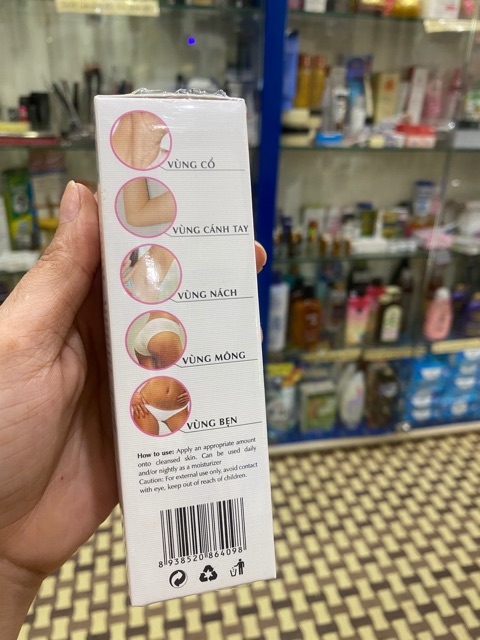 VÙNG CỔ
VÙNG CÁNH TAY
VÙNG NÁCH
VÙNG MÔNG
VÙNG BẸN
How to use: Apply an appropriate amount
onto cleansed skin. Can be used daily
and/or nightly as a moisturizer
Caution: For external use only, avoid contact
with eye, keep out of reach of children.
8 938520 864098